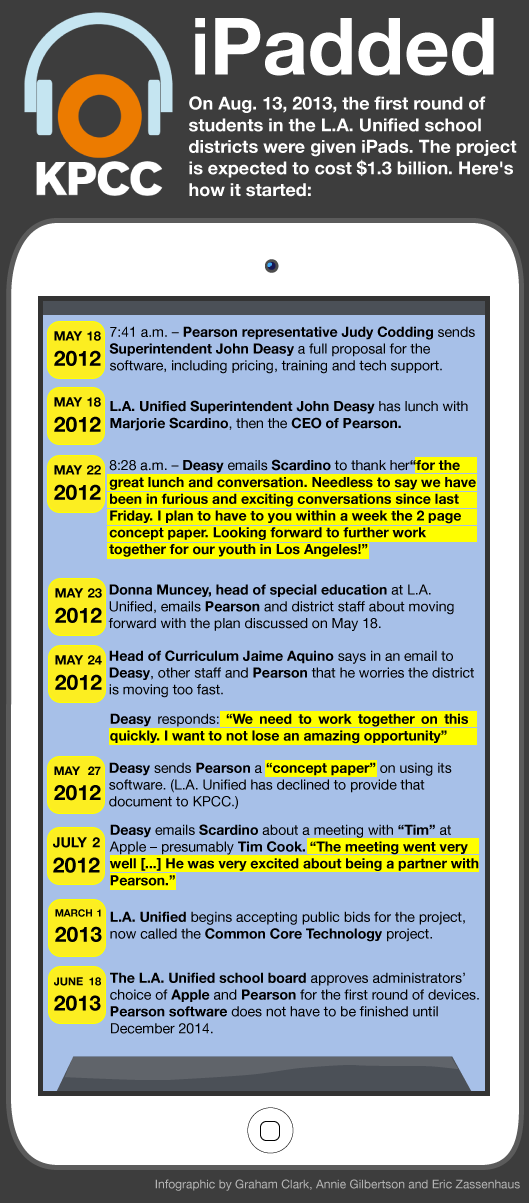 iPadded
On Aug. 13, 2013, the first round of
students in the L.A. Unified school
districts were given iPads. The project
is expected to cost $1.3 billion. Here's
how it started:
KPCC
MAY 18
2012
7:41 a.m. – Pearson representative Judy Codding sends
Superintendent John Deasy a full proposal for the
software, including pricing, training and tech support.
MAY 18
2012
L.A. Unified Superintendent John Deasy has lunch with
Marjorie Scardino, then the CEO of Pearson.
MAY 22
2012
8:28 a.m. – Deasy emails Scardino to thank her“for the
great lunch and conversation. Needless to say we have
been in furious and exciting conversations since last
Friday. I plan to have to you within a week the 2 page
concept paper. Looking forward to further work
together for our youth in Los Angeles!”
MAY 23
2012
Donna Muncey, head of special education at L.A.
Unified, emails Pearson and district staff about moving
forward with the plan discussed on May 18.
MAY 24
2012
Head of Curriculum Jaime Aquino says in an email to
Deasy, other staff and Pearson that he worries the district
is moving too fast.
Deasy responds: “We need to work together on this
quickly. I want to not lose an amazing opportunity”
MAY 27
2012
Deasy sends Pearson a “concept paper” on using its
software. (L.A. Unified has declined to provide that
document to KPCC.)
JULY 2
2012
Deasy emails Scardino about a meeting with “Tim” at
Apple – presumably Tim Cook. “The meeting went very
well [...] He was very excited about being a partner with
Pearson.”
MARCH 1
2013
L.A. Unified begins accepting public bids for the project,
now called the Common Core Technology project.
JUNE 18
2013
The L.A. Unified school board approves administrators’
choice of Apple and Pearson for the first round of devices.
Pearson software does not have to be finished until
December 2014.
Infographic by Graham Clark, Annie Gilbertson and Eric Zassenhaus